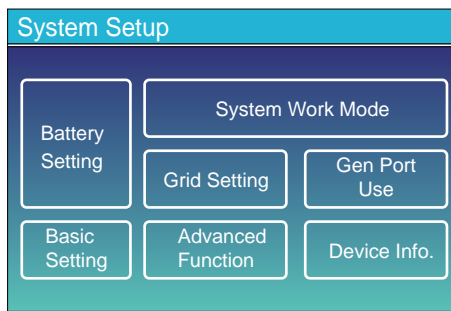 System Setup
System Work Mode
Battery
Setting
Grid Setting
Gen Port
Use
Basic
Setting
Advanced
Function
Device Info.